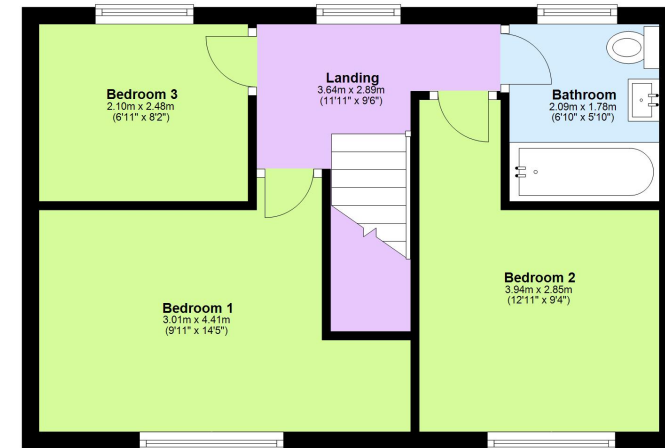 Bedroom 3
2.10m x 2.48m
(6'11" x 8'2")
Landing
3.64m x 2.89m
(11'11" x 9'6")
Bathroom
2.09m x 1.78m
(6'10" x 5'10")
Bedroom 1
3.01m x 4.41m
(9'11" x 14'5")
Bedroom 2
3.94m x 2.85m
(12'11" x 9'4")